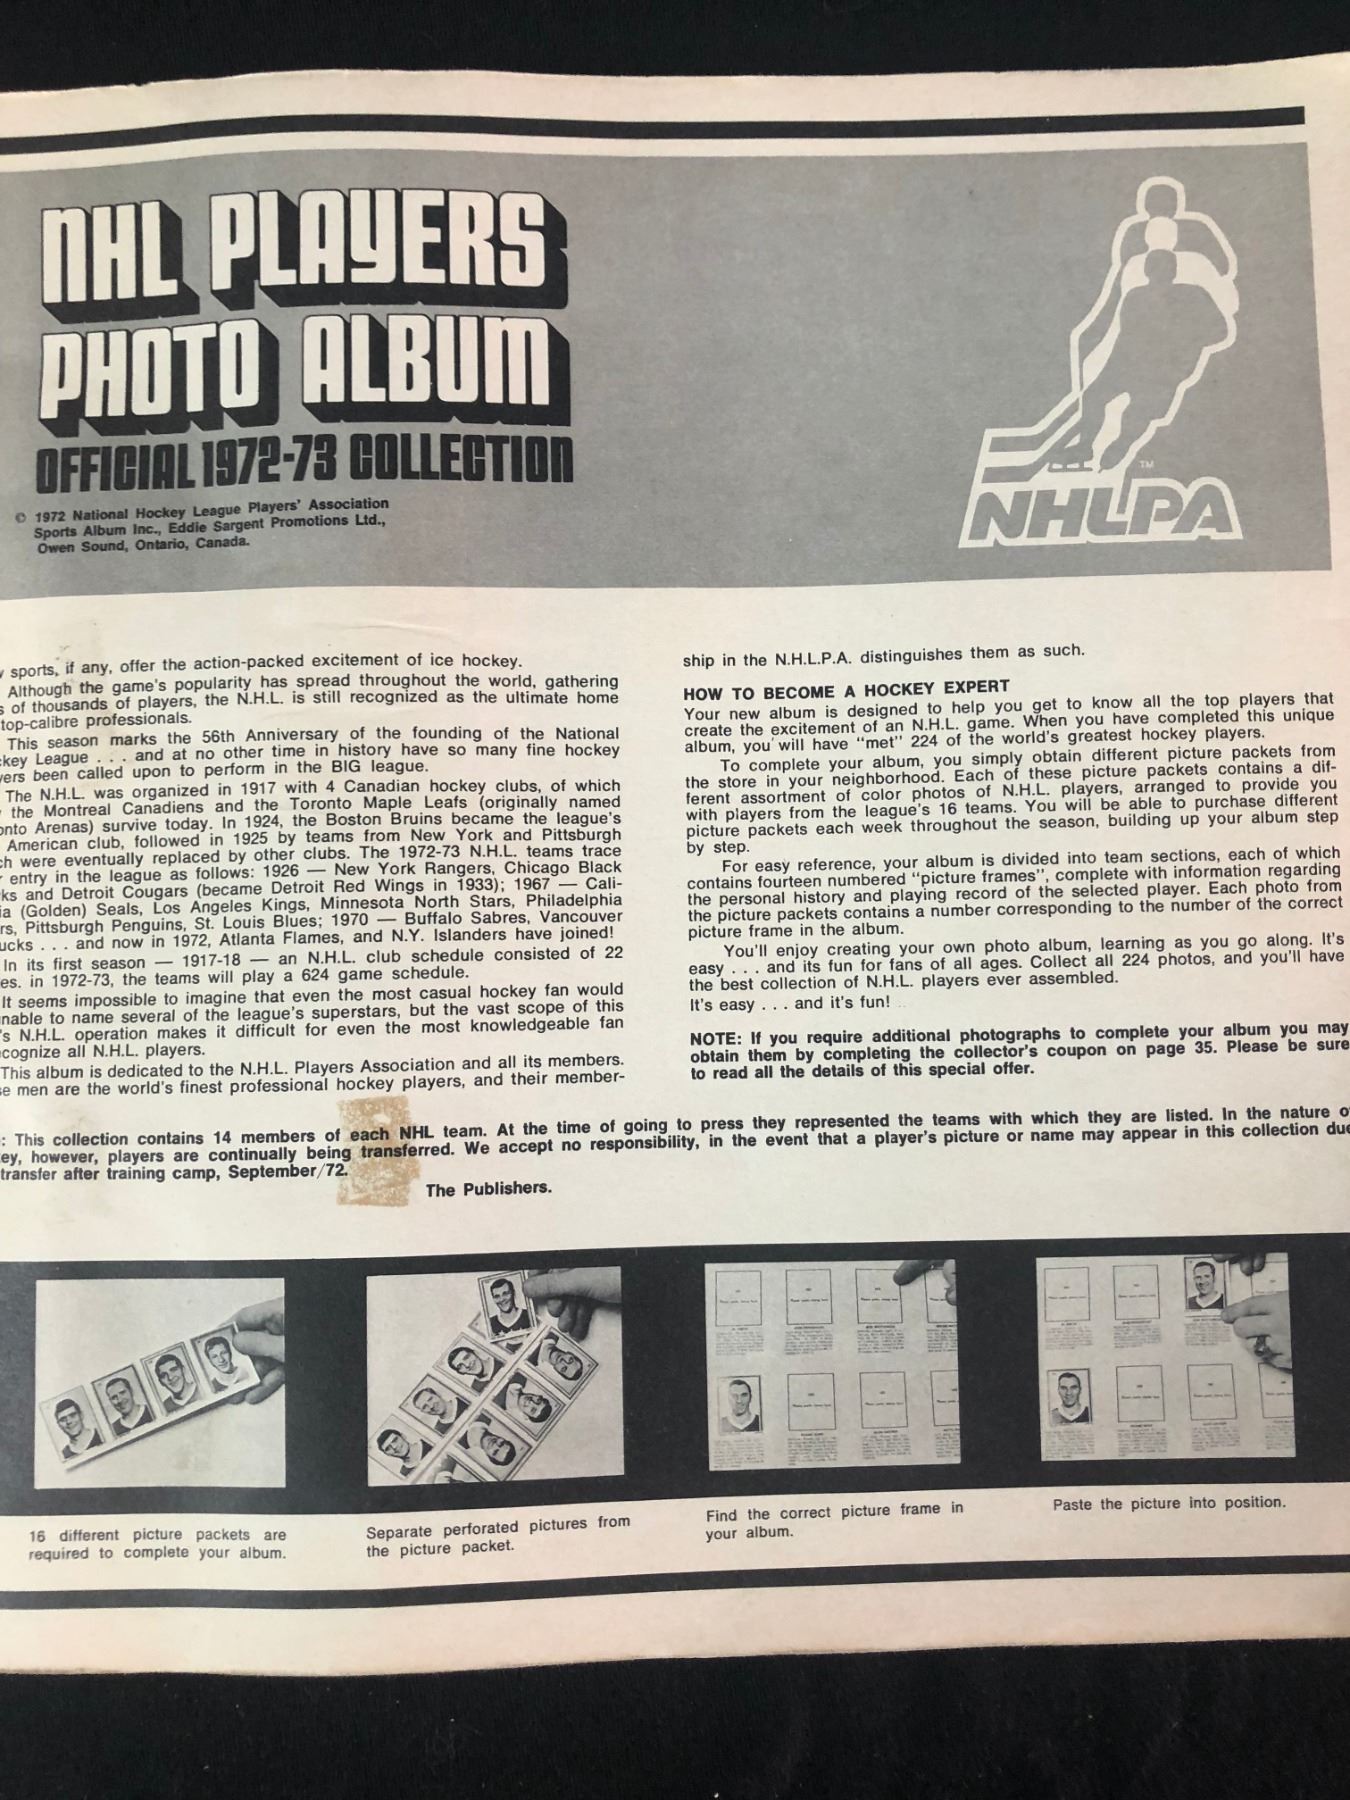 NHL PLAYERS
PHOTO ALBUM
OFFICIAL 1972-73 COLLECTION
© 1972 National Hockey League Players' Association
Sports Album Inc., Eddie Sargent Promotions Ltd.,
Owen Sound, Ontario, Canada.
TM
NHLPA
sports, if any, offer the action-packed excitement of ice hockey.
Although the game's popularity has spread throughout the world, gathering
of thousands of players, the N.H.L. is still recognized as the ultimate home
top-calibre professionals.
This season marks the 56th Anniversary of the founding of the National
League . . . and at no other time in history have so many fine hockey
been called upon to perform in the BIG league.
The N.H.L. was organized in 1917 with 4 Canadian hockey clubs, of which
the Montreal Canadiens and the Toronto Maple Leafs (originally named
Arenas) survive today. In 1924, the Boston Bruins became the league's
American club, followed in 1925 by teams from New York and Pittsburgh
were eventually replaced by other clubs. The 1972-73 N.H.L. teams trace
entry in the league as follows: 1926 — New York Rangers, Chicago Black
and Detroit Cougars (became Detroit Red Wings in 1933); 1967 — Cali-
(Golden) Seals, Los Angeles Kings, Minnesota North Stars, Philadelphia
Pittsburgh Penguins, St. Louis Blues; 1970 — Buffalo Sabres, Vancouver
. . . and now in 1972, Atlanta Flames, and N.Y. Islanders have joined!
In its first season — 1917-18 — an N.H.L. club schedule consisted of 22
in 1972-73, the teams will play a 624 game schedule.
It seems impossible to imagine that even the most casual hockey fan would
name several of the league's superstars, but the vast scope of this
N.H.L. operation makes it difficult for even the most knowledgeable fan
all N.H.L. players.
This album is dedicated to the N.H.L. Players Association and all its members.
men are the world's finest professional hockey players, and their member-
ship in the N.H.L.P.A. distinguishes them as such.
HOW TO BECOME A HOCKEY EXPERT
Your new album is designed to help you get to know all the top players that
create the excitement of an N.H.L. game. When you have completed this unique
album, you will have "met" 224 of the world's greatest hockey players.
To complete your album, you simply obtain different picture packets from
the store in your neighborhood. Each of these picture packets contains a dif-
ferent assortment of color photos of N.H.L. players, arranged to provide you
with players from the league's 16 teams. You will be able to purchase different
picture packets each week throughout the season, building up your album step
by step.
For easy reference, your album is divided into team sections, each of which
contains fourteen numbered "picture frames", complete with information regarding
the personal history and playing record of the selected player. Each photo from
the picture packets contains a number corresponding to the number of the correct
picture frame in the album.
You'll enjoy creating your own photo album, learning as you go along. It's
easy . . . and its fun for fans of all ages. Collect all 224 photos, and you'll have
the best collection of N.H.L. players ever assembled.
It's easy . . . and it's fun!
NOTE: If you require additional photographs to complete your album you may
obtain them by completing the collector's coupon on page 35. Please be sure
to read all the details of this special offer.
: This collection contains 14 members of each NHL team. At the time of going to press they represented the teams with which they are listed. In the nature of
however, players are continually being transferred. We accept no responsibility, in the event that a player's picture or name may appear in this collection due
transfer after training camp, September/72.
The Publishers.
16 different picture packets are
required to complete your album.
Separate perforated pictures from
the picture packet.
Find the correct picture frame in
your album.
Paste the picture into position.